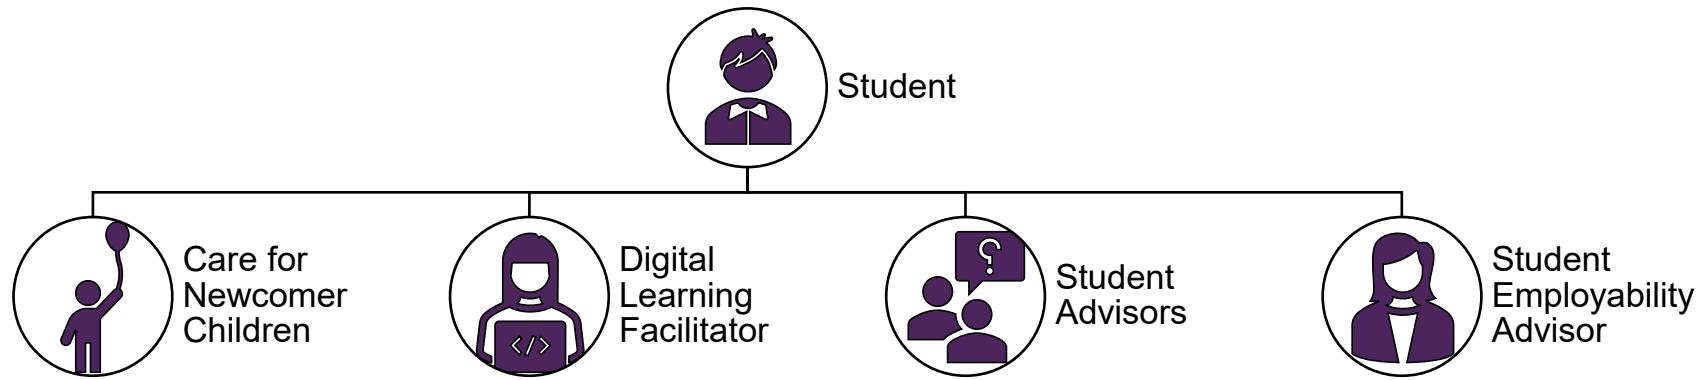 Student
Care for
Newcomer
Children
Digital
Learning
Facilitator
</>
?
Student
Advisors
Student
Employability
Advisor